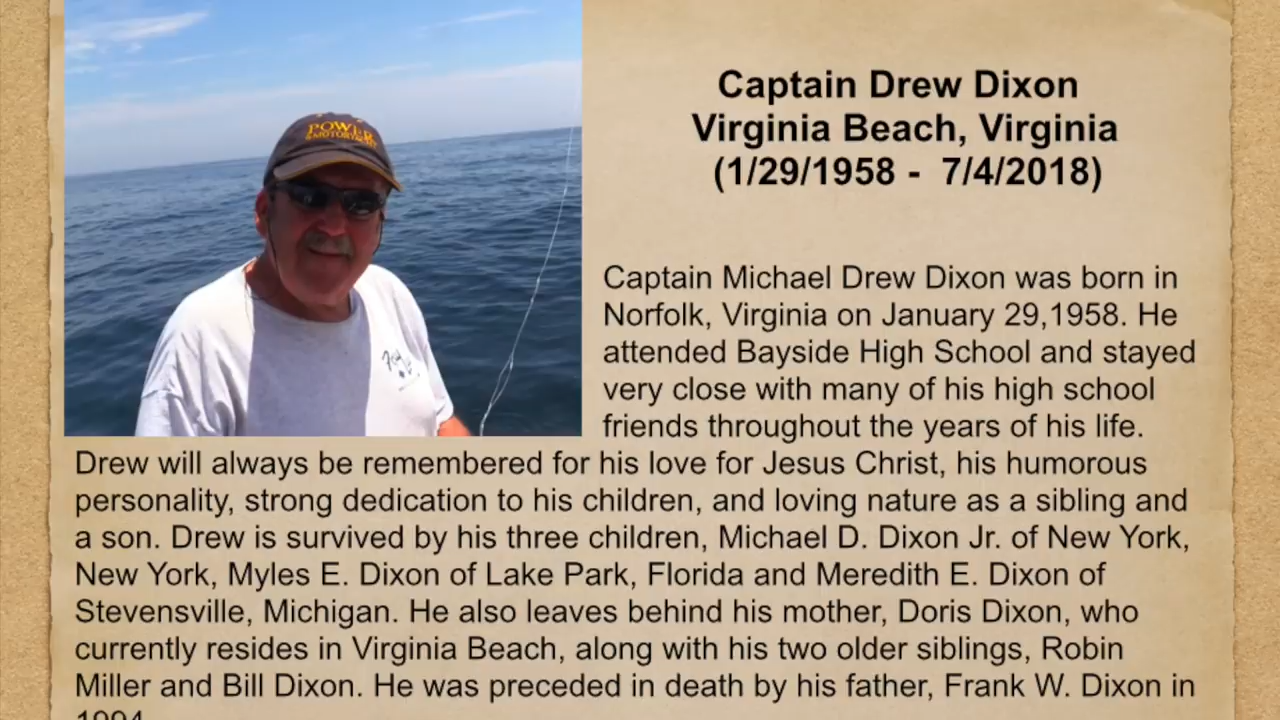 POWER
& MOTORYACHT
Captain Drew Dixon
Virginia Beach, Virginia
(1/29/1958 -  7/4/2018)
Captain Michael Drew Dixon was born in
Norfolk, Virginia on January 29,1958. He
attended Bayside High School and stayed
very close with many of his high school
friends throughout the years of his life.
Drew will always be remembered for his love for Jesus Christ, his humorous
personality, strong dedication to his children, and loving nature as a sibling and
a son. Drew is survived by his three children, Michael D. Dixon Jr. of New York,
New York, Myles E. Dixon of Lake Park, Florida and Meredith E. Dixon of
Stevensville, Michigan. He also leaves behind his mother, Doris Dixon, who
currently resides in Virginia Beach, along with his two older siblings, Robin
Miller and Bill Dixon. He was preceded in death by his father, Frank W. Dixon in
1994.